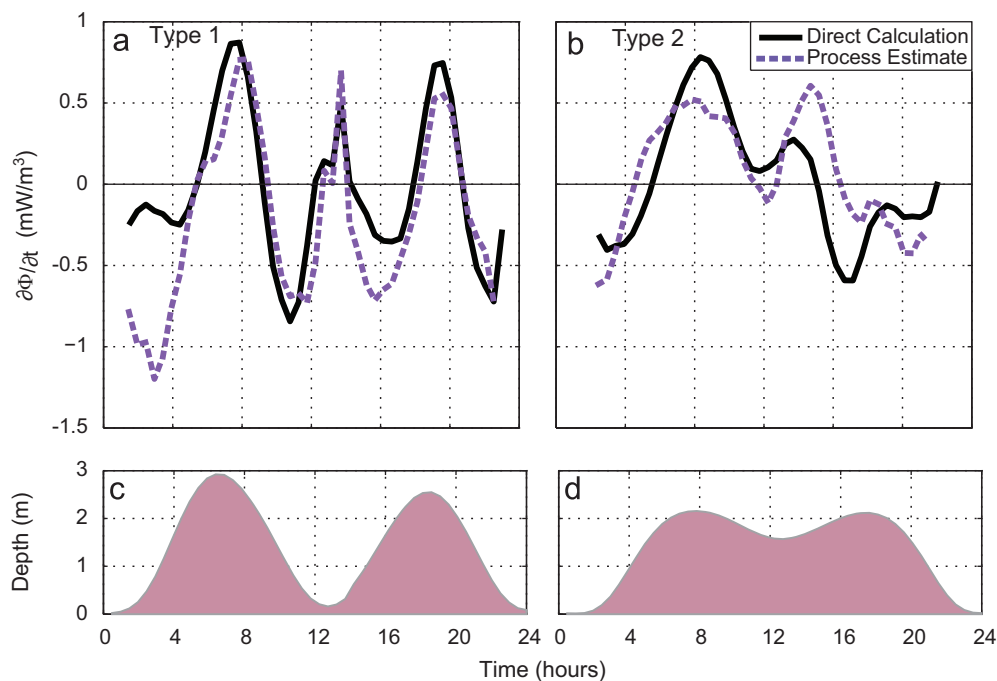 a Type 1
b Type 2
Direct Calculation
Process Estimate
1
0.5
0
-0.5
-1
-1.5
∂Φ/∂t (mW/m³)
c
d
3
2
1
0
Depth (m)
0 4 8 12 16 20 24
0 4 8 12 16 20 24
Time (hours)